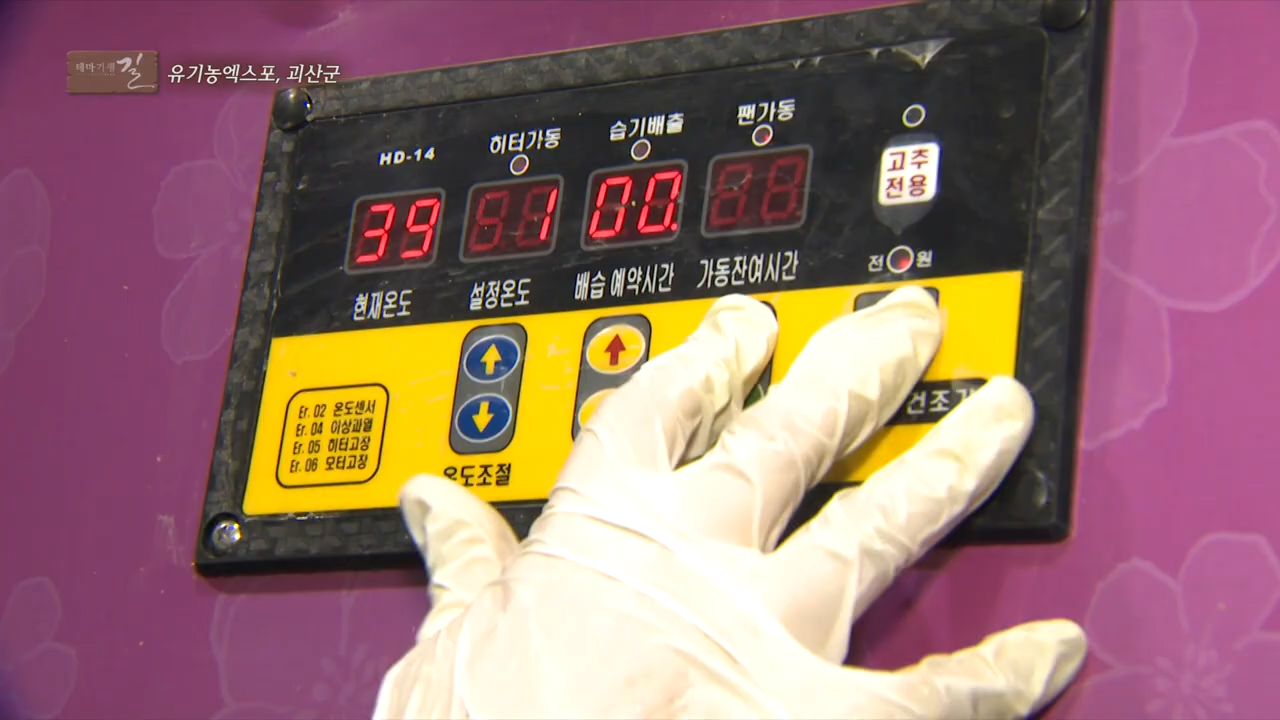 테마기행 길
유기농엑스포, 괴산군
HD-14
히터가동
습기배출
팬가동
고추
전용
39
1
00.
현재온도
설정온도
배습 예약시간
가동잔여시간
전원
Er. 02 온도센서
Er. 04 이상과열
Er. 05 히터고장
Er. 06 모터고장
온도조절
건조기